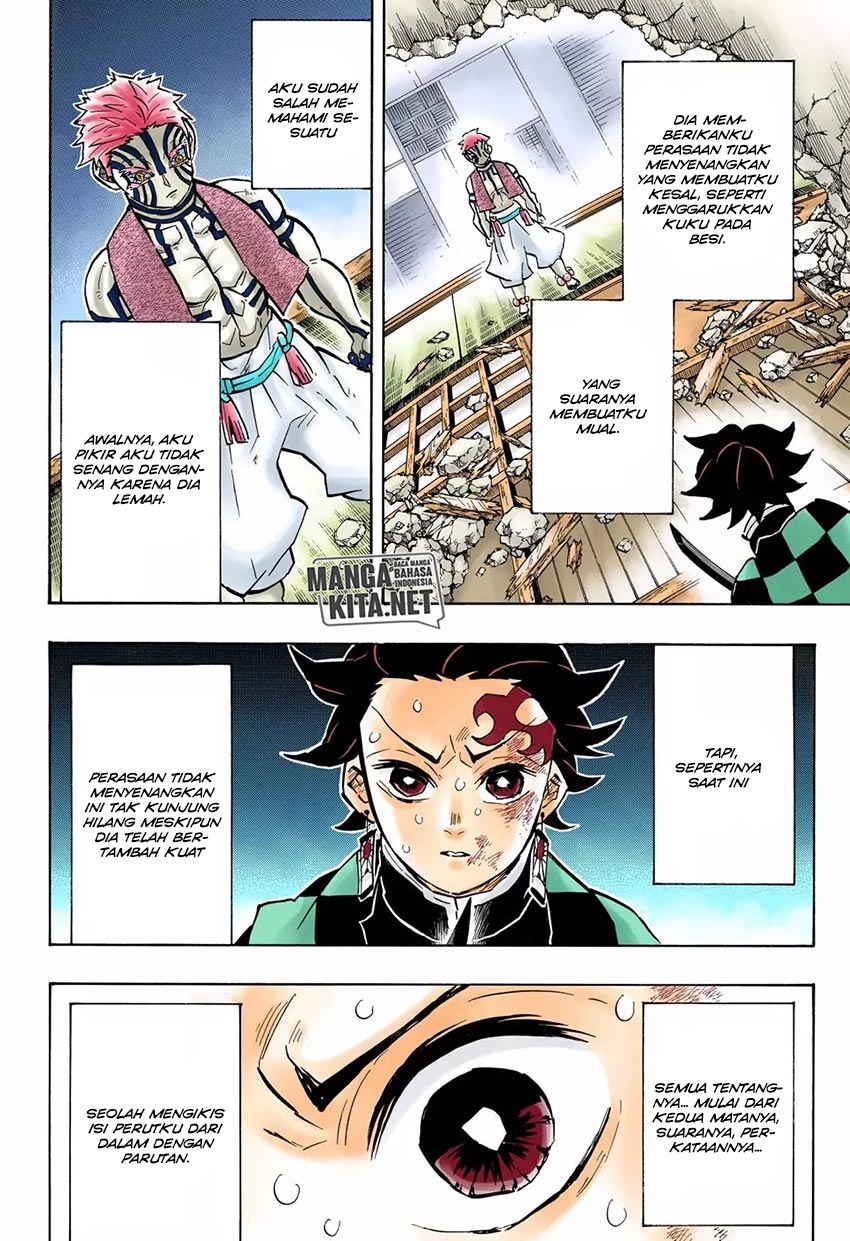 DIA MEM-
BERIKANKU
PERASAAN TIDAK
MENYENANGKAN
YANG MEMBUATKU
KESAL, SEPERTI
MENGGARUKKAN
KUKU PADA
BESI.
YANG
SUARANYA
MEMBUATKU
MUAL.
AKU SUDAH
SALAH ME-
MAHAMI SE-
SUATU
AWALNYA, AKU
PIKIR AKU TIDAK
SENANG DENGAN-
NYA KARENA DIA
LEMAH.
MANGA
KITA.NET
BACA MANGA
BAHASA
INDONESIA
TAPI,
SEPERTINYA
SAAT INI
PERASAAN TIDAK
MENYENANGKAN
INI TAK KUNJUNG
HILANG MESKIPUN
DIA TELAH BER-
TAMBAH KUAT
SEMUA TENTANG-
NYA... MULAI DARI
KEDUA MATANYA,
SUARANYA, PER-
KATAANNYA...
SEOLAH MENGIKIS
ISI PERUTKU DARI
DALAM DENGAN
PARUTAN.